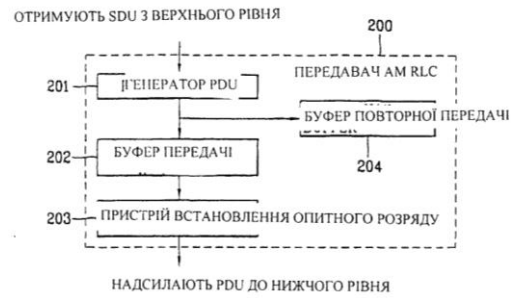 ОТРИМУЮТЬ SDU З ВЕРХНЬОГО РІВНЯ
200
201
ГЕНЕРАТОР PDU
ПЕРЕДАВАЧ AM RLC
БУФЕР ПОВТОРНОЇ ПЕРЕДАЧИ
202
БУФЕР ПЕРЕДАЧІ
204
203
ПРИСТРІЙ ВСТАНОВЛЕННЯ ОПИТНОГО РОЗРЯДУ
НАДСИЛАЮТЬ PDU ДО НИЖЧОГО РІВНЯ